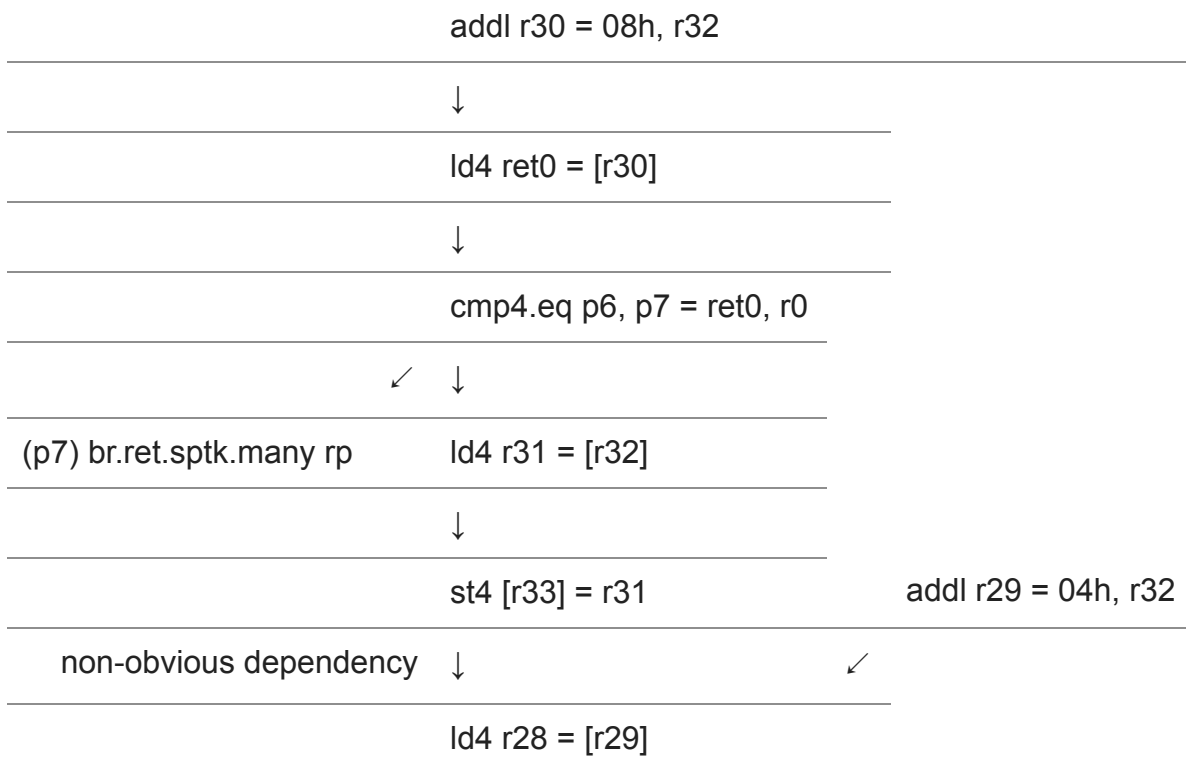 addl r30 = 08h, r32
↓
ld4 ret0 = [r30]
↓
cmp4.eq p6, p7 = ret0, r0
↙ ↓
(p7) br.ret.sptk.many rp ld4 r31 = [r32]
↓
st4 [r33] = r31 addl r29 = 04h, r32
non-obvious dependency ↓ ↙
ld4 r28 = [r29]